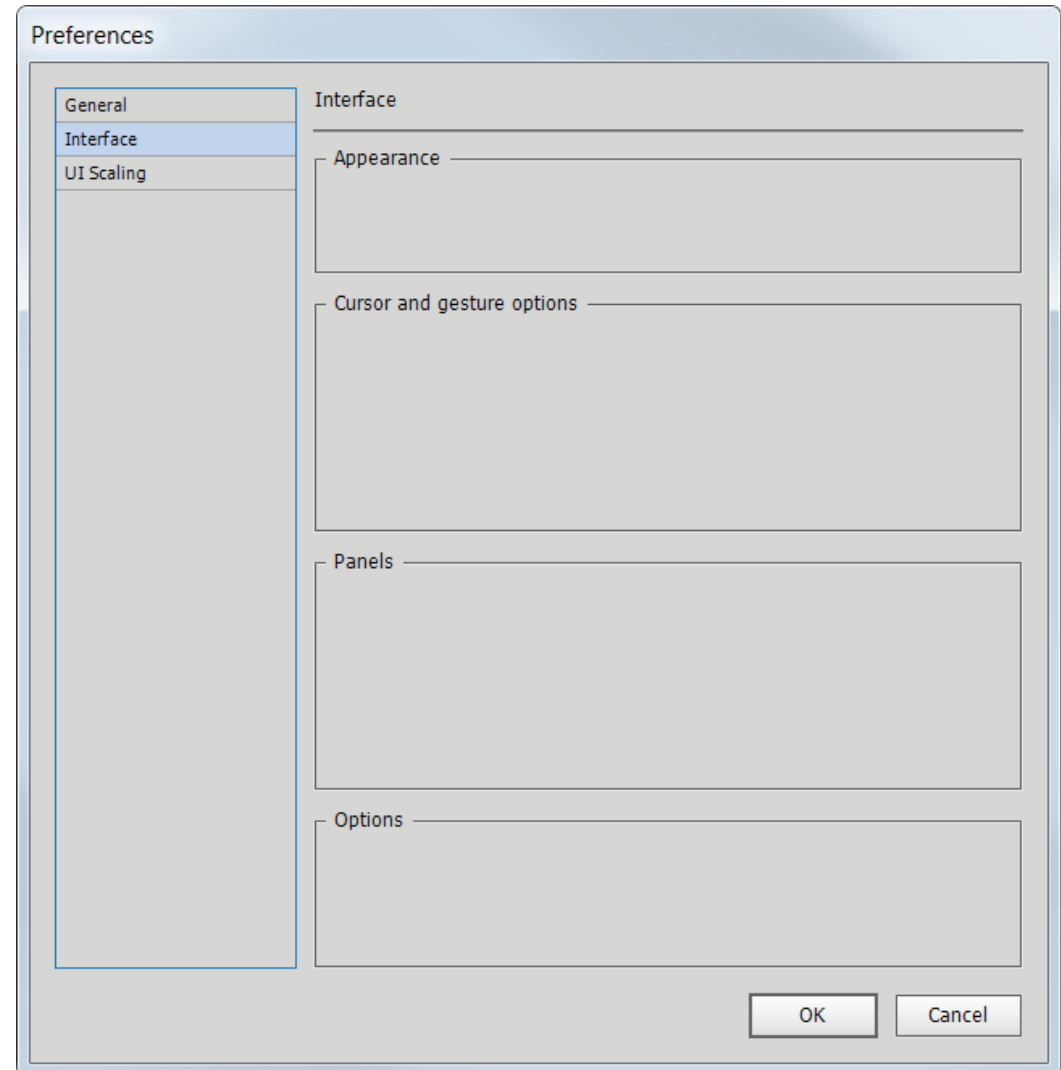 Preferences
General
Interface
UI Scaling
Interface
Appearance
Cursor and gesture options
Panels
Options
OK
Cancel